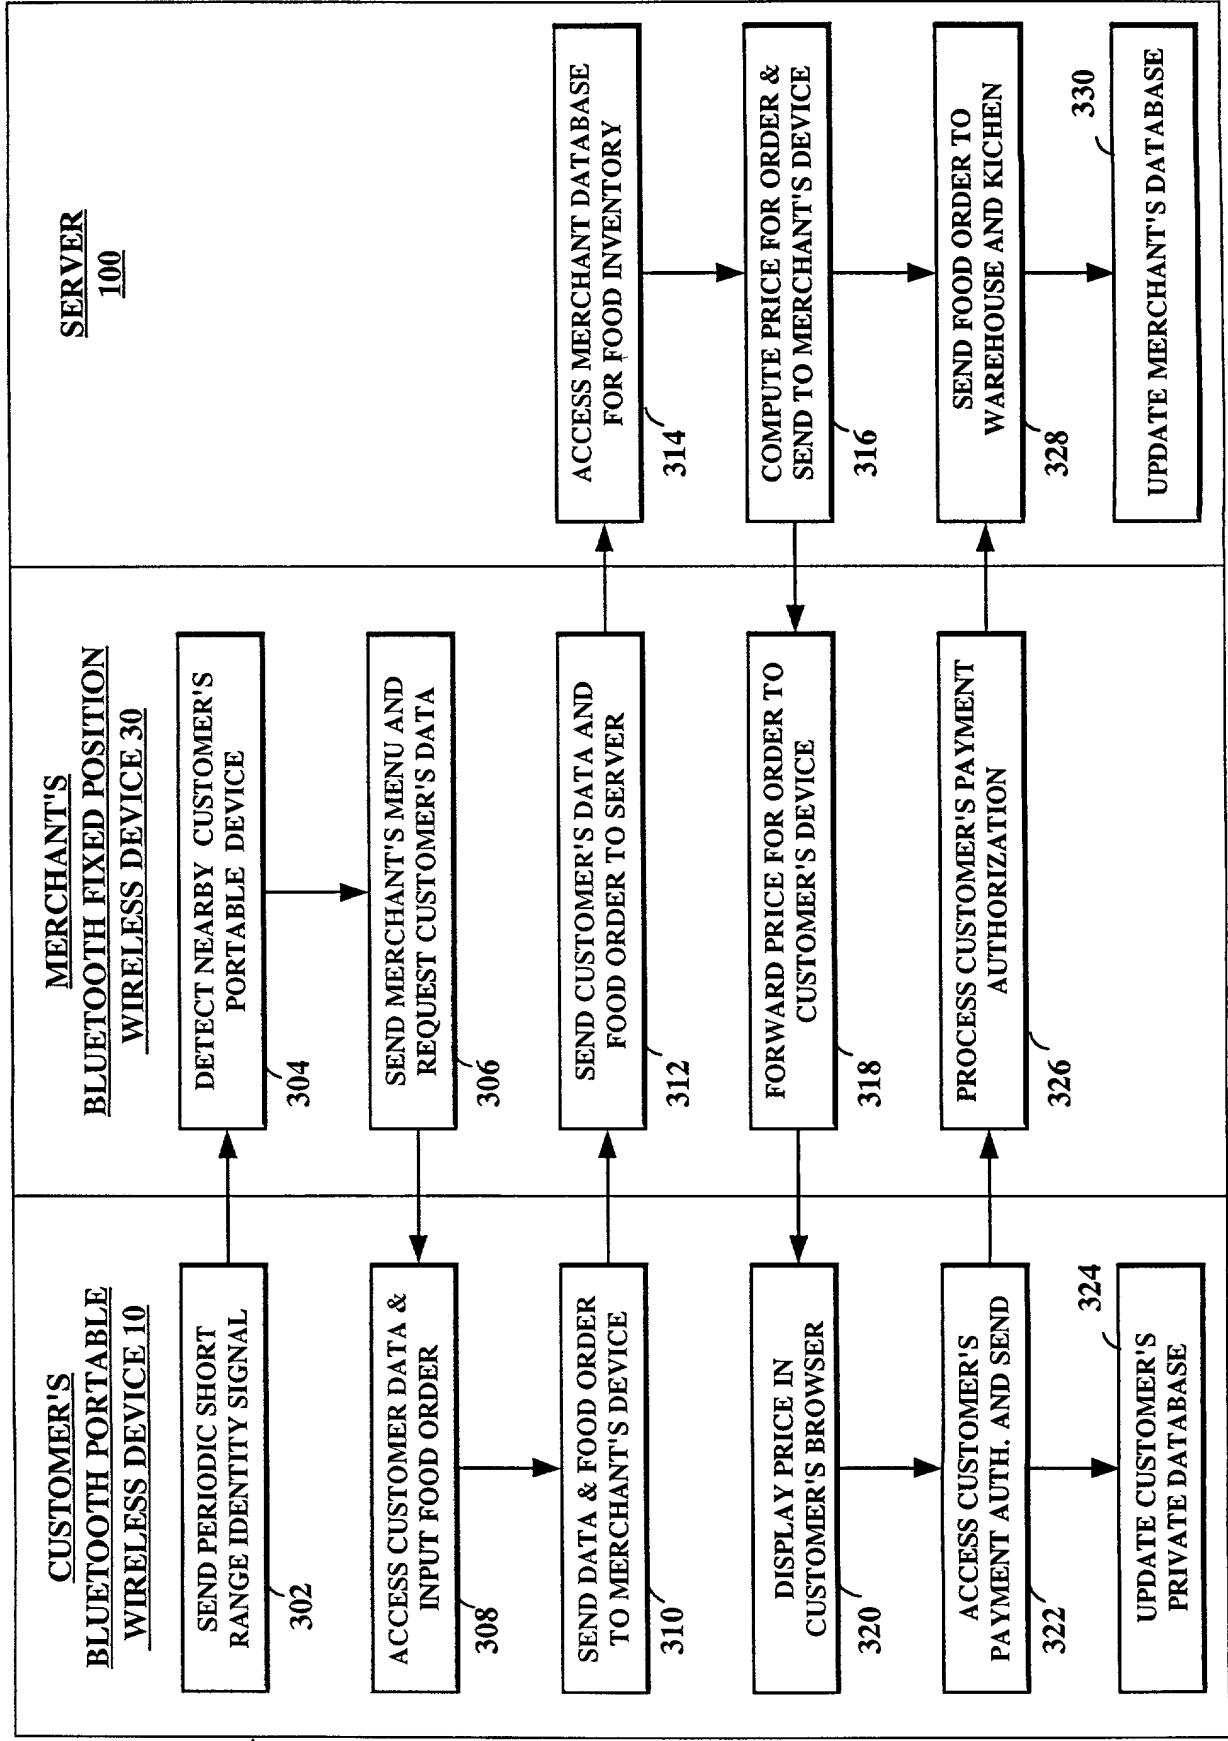 CUSTOMER'S
BLUETOOTH PORTABLE
WIRELESS DEVICE 10
MERCHANT'S
BLUETOOTH FIXED POSITION
WIRELESS DEVICE 30
SERVER
100
SEND PERIODIC SHORT
RANGE IDENTITY SIGNAL
302
DETECT NEARBY CUSTOMER'S
PORTABLE DEVICE
304
SEND MERCHANT'S MENU AND
REQUEST CUSTOMER'S DATA
306
ACCESS CUSTOMER DATA &
INPUT FOOD ORDER
308
SEND DATA & FOOD ORDER
TO MERCHANT'S DEVICE
310
SEND CUSTOMER'S DATA AND
FOOD ORDER TO SERVER
312
ACCESS MERCHANT DATABASE
FOR FOOD INVENTORY
314
COMPUTE PRICE FOR ORDER &
SEND TO MERCHANT'S DEVICE
316
FORWARD PRICE FOR ORDER TO
CUSTOMER'S DEVICE
318
DISPLAY PRICE IN
CUSTOMER'S BROWSER
320
ACCESS CUSTOMER'S
PAYMENT AUTH. AND SEND
322
UPDATE CUSTOMER'S
PRIVATE DATABASE
324
PROCESS CUSTOMER'S PAYMENT
AUTHORIZATION
326
SEND FOOD ORDER TO
WAREHOUSE AND KICHEN
328
UPDATE MERCHANT'S DATABASE
330